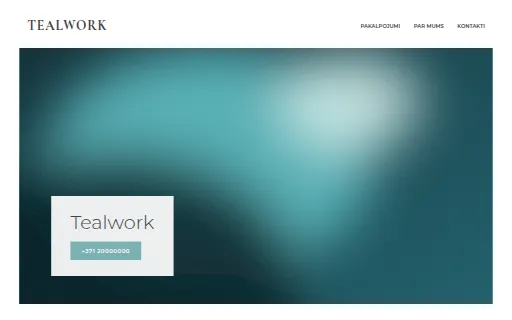 TEALWORK
PAKALPOJUMI PAR MUMS KONTAKTI
Tealwork
+371 20000000